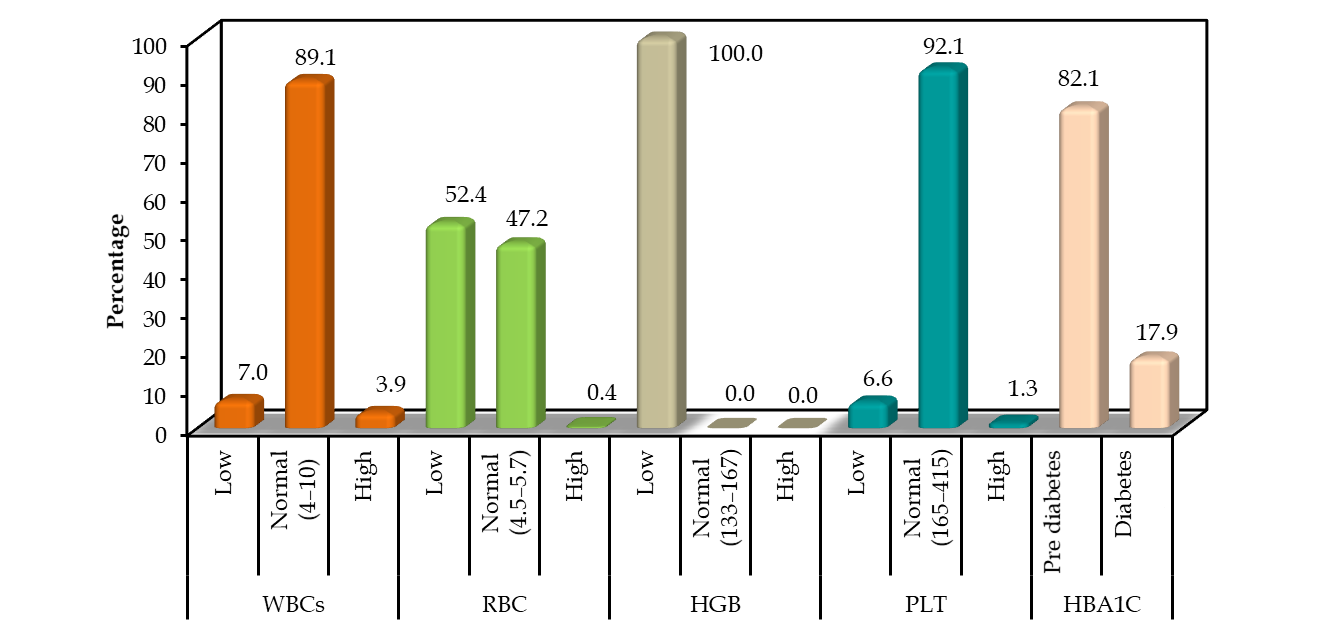 100
90
80
70
60
50
40
30
20
10
0
Percentage
7.0
89.1
3.9
52.4
47.2
0.4
100.0
0.0
0.0
6.6
92.1
1.3
82.1
17.9
Low
Normal
(4–10)
High
Low
Normal
(4.5–5.7)
High
Low
Normal
(133–167)
High
Low
Normal
(165–415)
High
Pre diabetes
Diabetes
WBCs
RBC
HGB
PLT
HBA1C